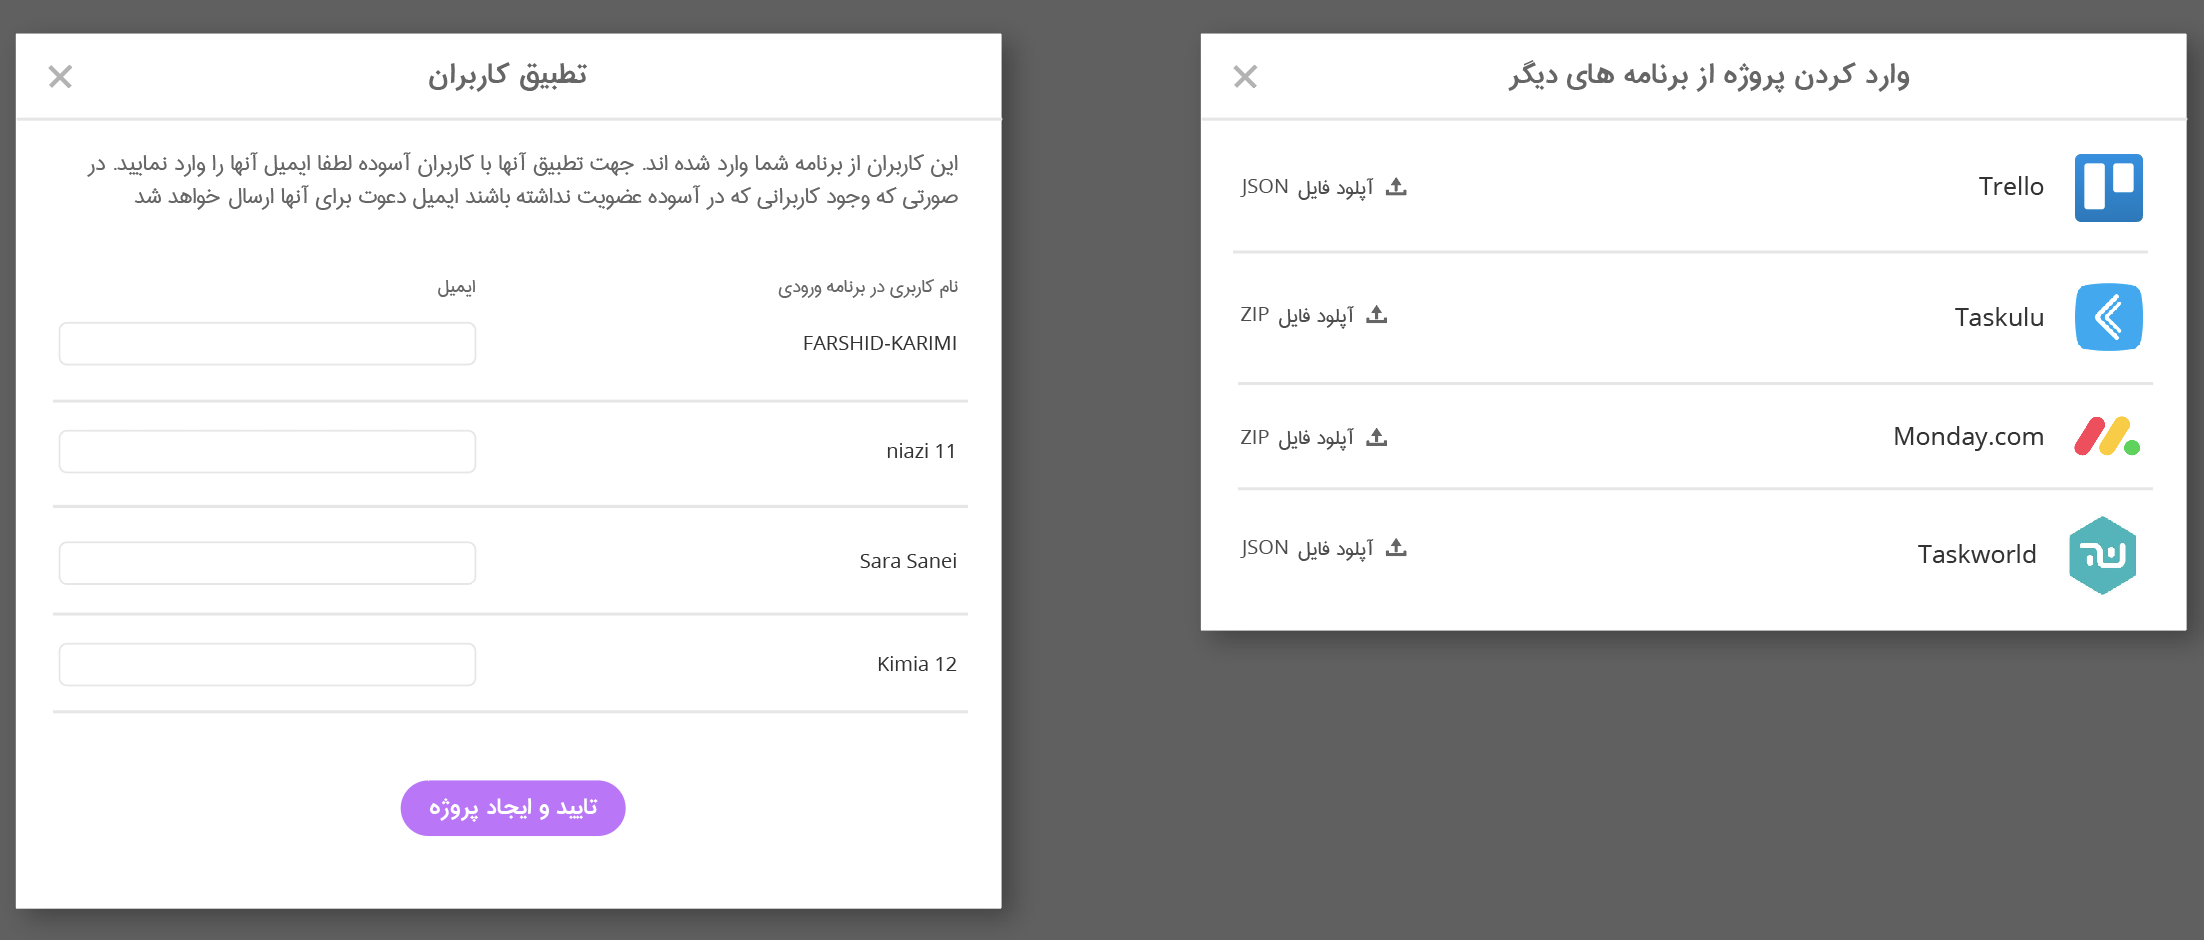 وارد کردن پروژه از برنامه های دیگر
Trello
آپلود فایل JSON
Taskulu
آپلود فایل ZIP
Monday.com
آپلود فایل ZIP
Taskworld
آپلود فایل JSON
تطبیق کاربران
این کاربران از برنامه شما وارد شده اند. جهت تطبیق آنها با کاربران آسوده لطفا ایمیل آنها را وارد نمایید. در
صورتی که وجود کاربرانی که در آسوده عضویت نداشته باشند ایمیل دعوت برای آنها ارسال خواهد شد
نام کاربری در برنامه ورودی
ایمیل
FARSHID-KARIMI
niazi 11
Sara Sanei
Kimia 12
تایید و ایجاد پروژه